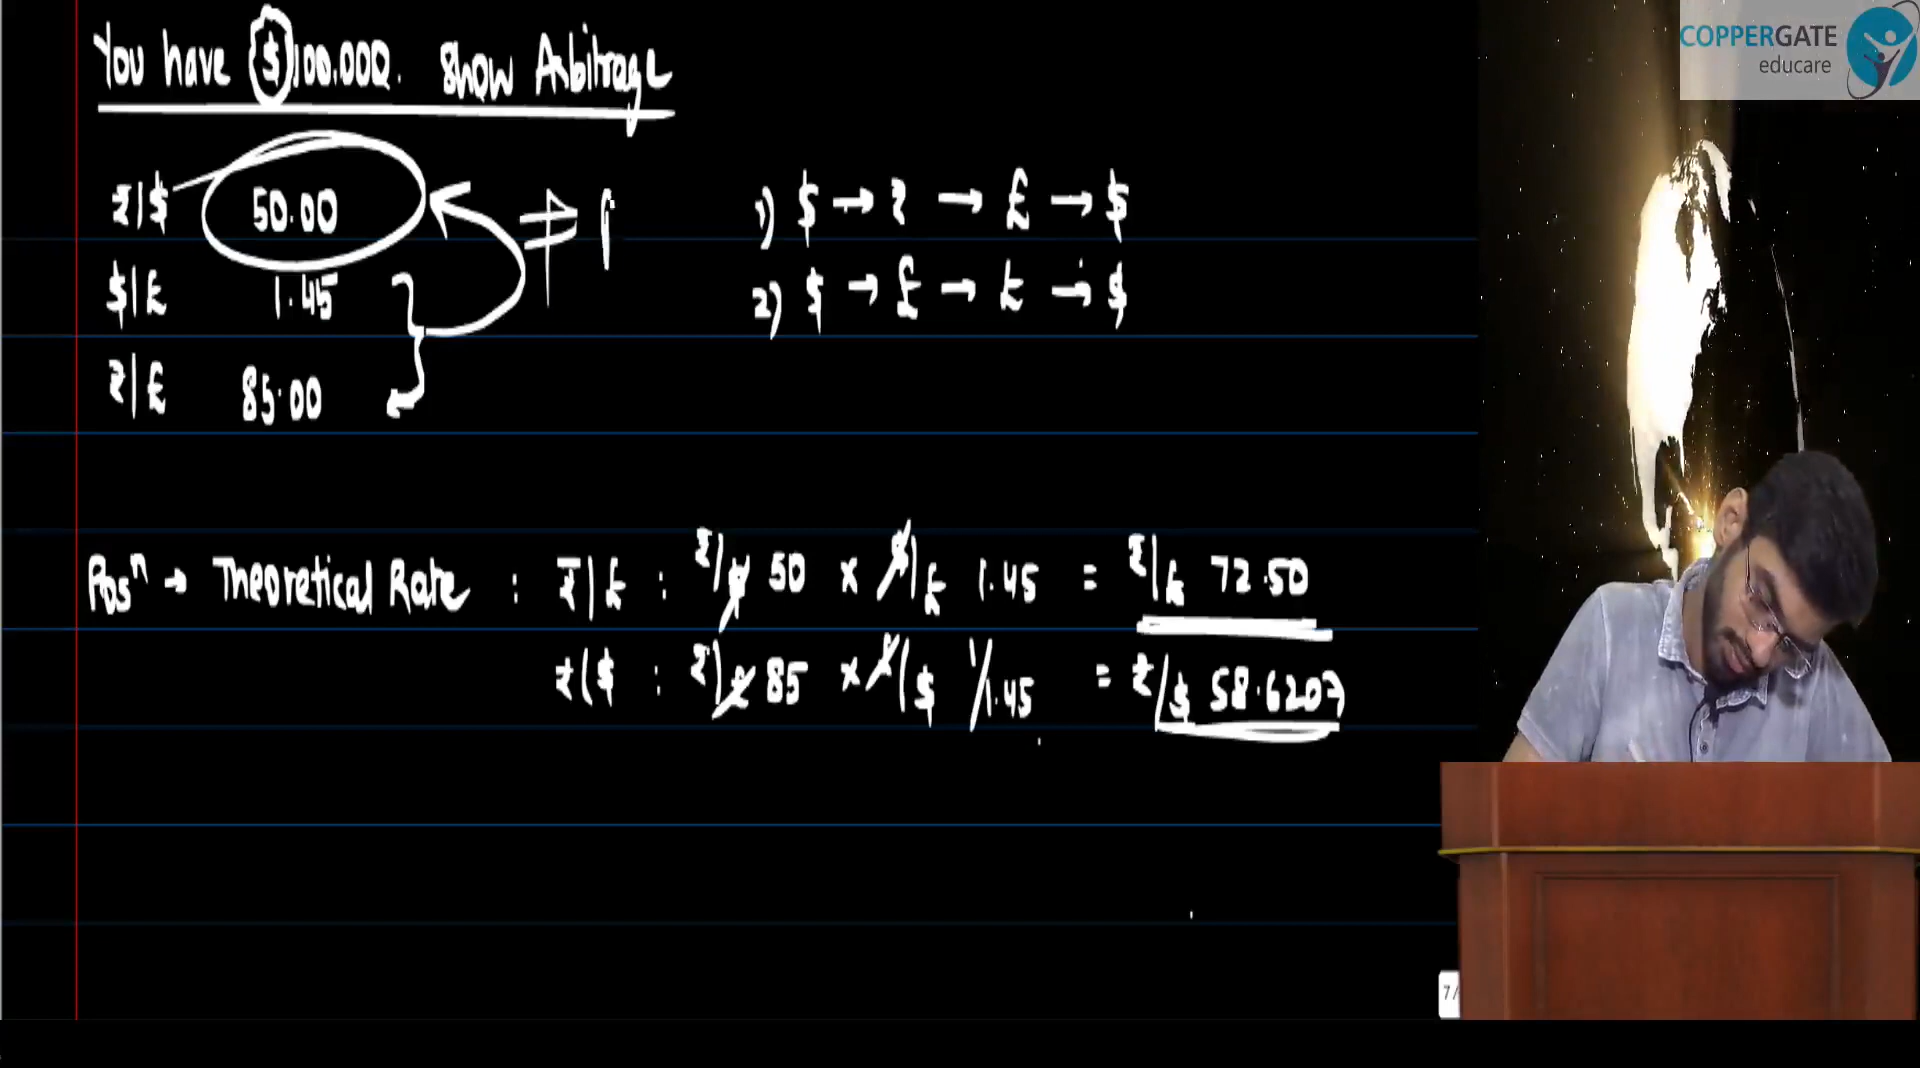 You have $100,000. Show Arbitrage
COPPERGATE
educare
₹|$ 50.00 ≠
1) $ → ₹ → £ → $
$|£ 1.45
2) $ → £ → ₹ → $
₹|£ 85.00
Posⁿ → Theoretical Rate : ₹|£ : ₹|$ 50 x $|£ 1.45 = ₹|£ 72.50
₹|$ : ₹|£ 85 x £|$ 1/1.45 = ₹/$ 58.6207
7/